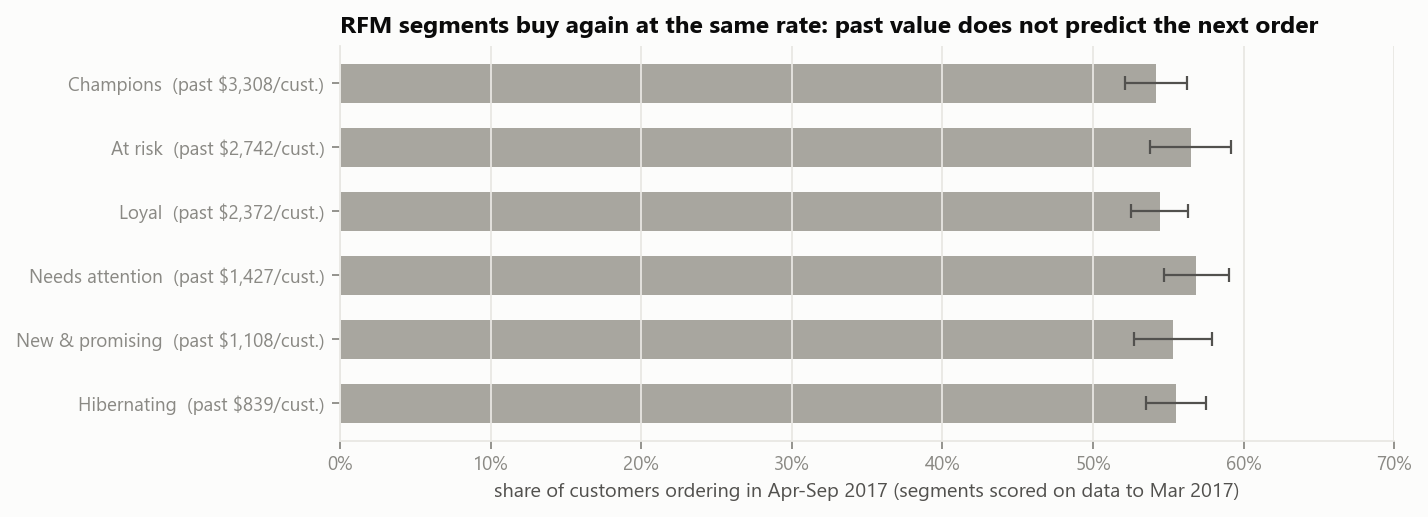 RFM segments buy again at the same rate: past value does not predict the next order
Champions (past $3,308/cust.)
At risk (past $2,742/cust.)
Loyal (past $2,372/cust.)
Needs attention (past $1,427/cust.)
New & promising (past $1,108/cust.)
Hibernating (past $839/cust.)
0% 10% 20% 30% 40% 50% 60% 70%
share of customers ordering in Apr-Sep 2017 (segments scored on data to Mar 2017)